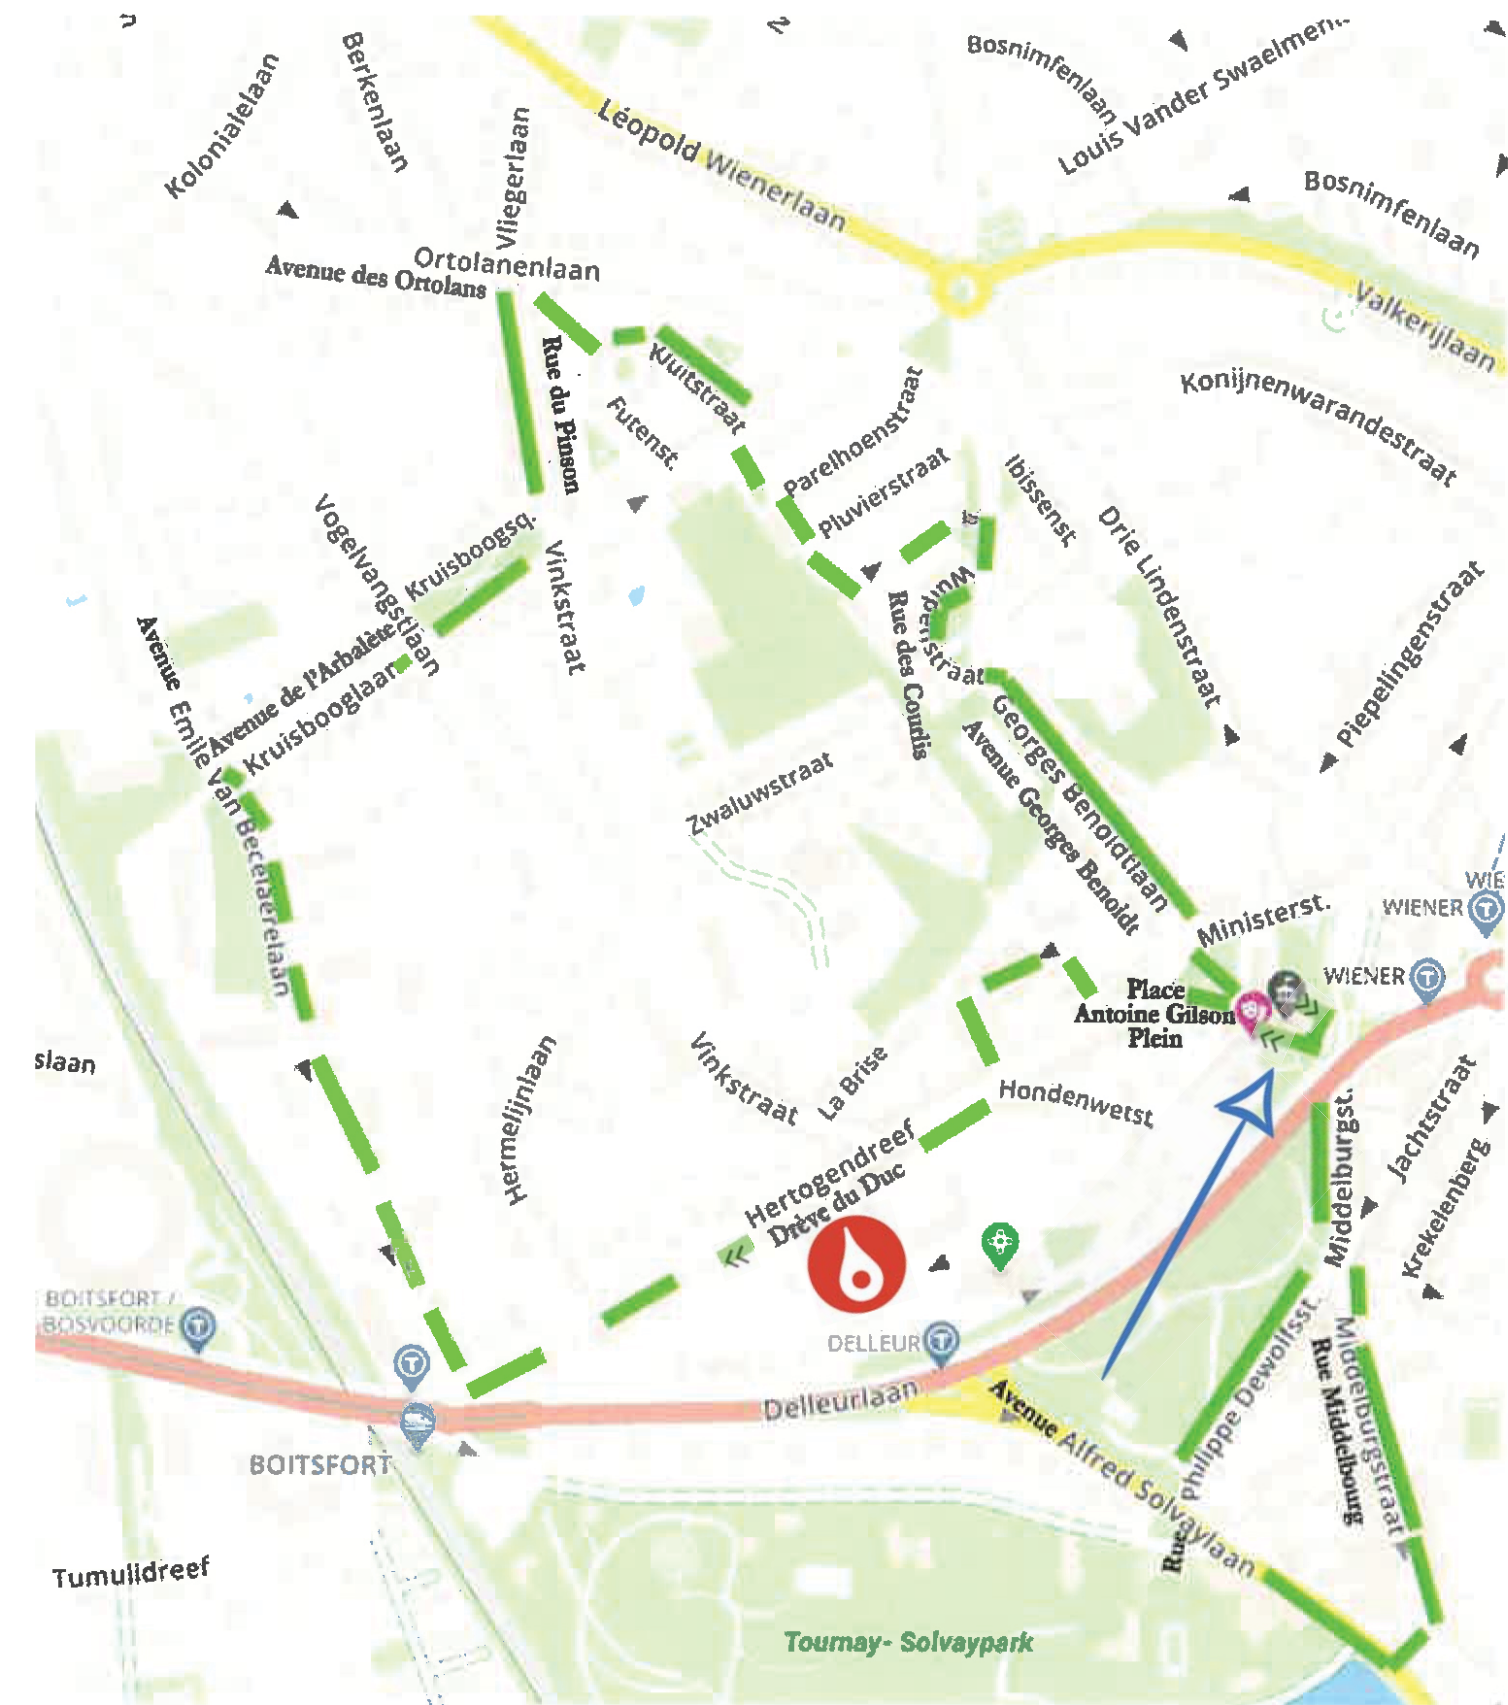 Kolonialelaan
Berkenlaan
Vliegerlaan
Léopold Wienerlaan
Bosnimfenlaan
Louis Vander Swaelmen
Bosnimfenlaan
Valkerijlaan
Ortolanenlaan
Avenue des Ortolans
Rue du Pinson
Kluitstraat
Futenst.
Parelhoenstraat
Pluvierstraat
Ibissenst.
Konijnenwarandestraat
Drie Lindenstraat
Piepelingenstraat
Vogelvangstlaan
Kruisboogsq.
Vinkstraat
Avenue de l'Arbalète
Kruisbooglaan
Avenue Emile Van Becelaerelaan
Wulpenstraat
Rue des Courlis
Georges Benoidtlaan
Avenue Georges Benoidt
Zwaluwstraat
Ministerst.
WIE
WIENER
WIENER
Place
Antoine Gilson
Plein
slaan
Hermelijnlaan
Vinkstraat
La Brise
Hondenwetst.
Hertogendreef
Drève du Duc
Middelburgst.
Jachtstraat
Krekelenberg
BOITSFORT /
BOSVOORDE
DELLEUR
Delleurlaan
BOITSFORT
Avenue Alfred Solvaylaan
Rue Philippe Dewolfsst.
Middelburgstraat
Rue Middelbourg
Tumulidreef
Tournay- Solvaypark